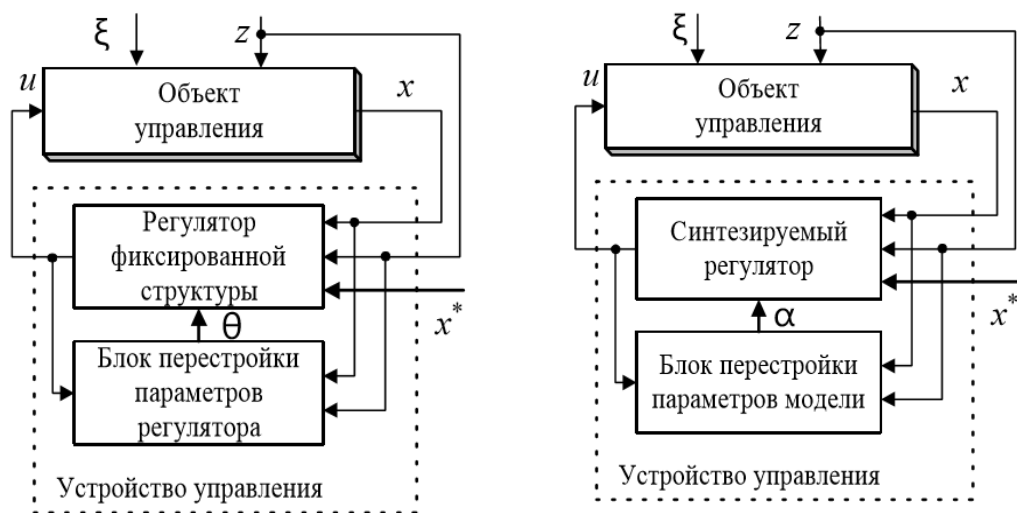 ξ
z
u
Объект
управления
x
Регулятор
фиксированной
структуры
x*
θ
Блок перестройки
параметров
регулятора
Устройство управления
ξ
z
u
Объект
управления
x
Синтезируемый
регулятор
x*
α
Блок перестройки
параметров модели
Устройство управления